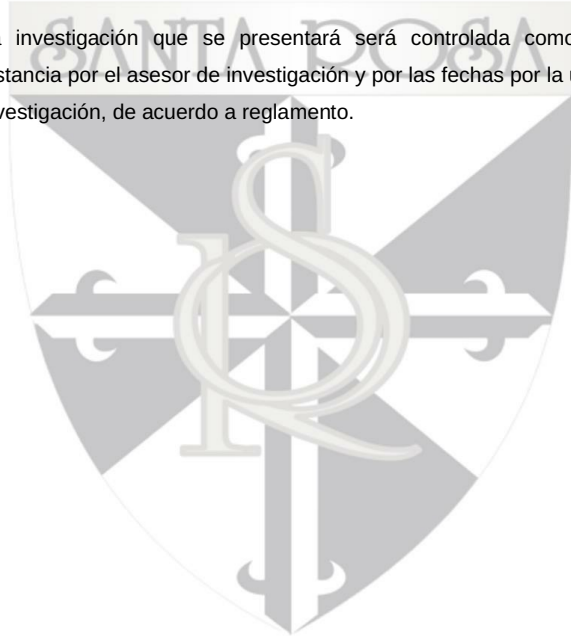 SANTA ROSA
investigación que se presentará será controlada como
stancia por el asesor de investigación y por las fechas por la
vestigación, de acuerdo a reglamento.